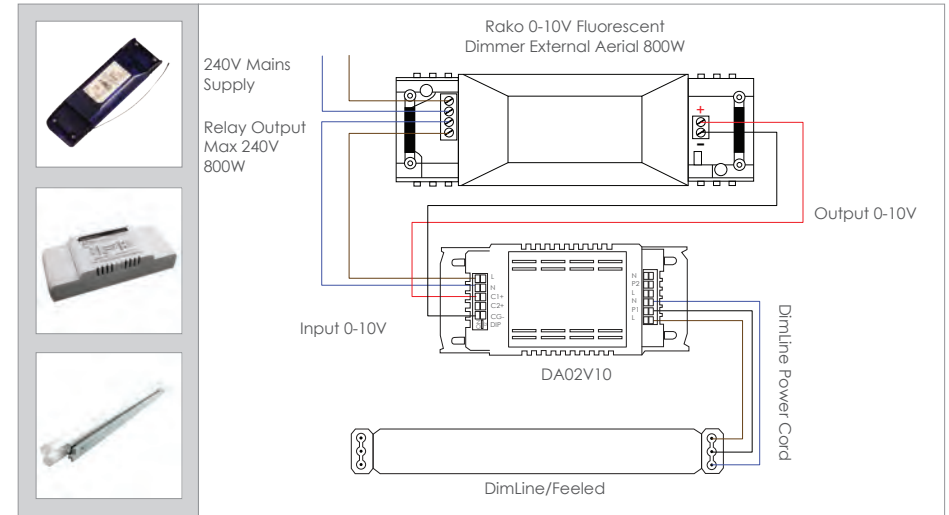 Rako 0-10V Fluorescent
Dimmer External Aerial 800W
240V Mains
Supply
Relay Output
Max 240V
800W
+
-
Output 0-10V
L
N
C1+
C2+
CG-
DIP
N
P2
L
N
P1
L
Input 0-10V
DA02V10
DimLine Power Cord
DimLine/Feeled